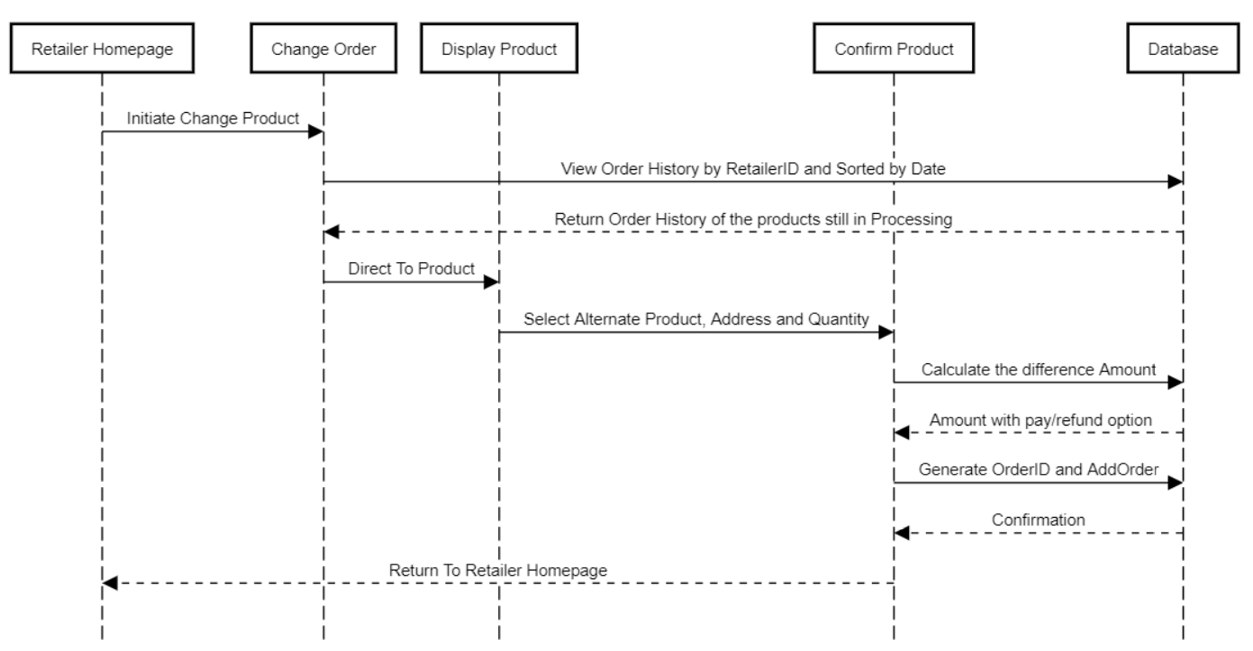 Retailer Homepage
Change Order
Display Product
Confirm Product
Database
Initiate Change Product
View Order History by RetailerID and Sorted by Date
Return Order History of the products still in Processing
Direct To Product
Select Alternate Product, Address and Quantity
Calculate the difference Amount
Amount with pay/refund option
Generate OrderID and AddOrder
Confirmation
Return To Retailer Homepage